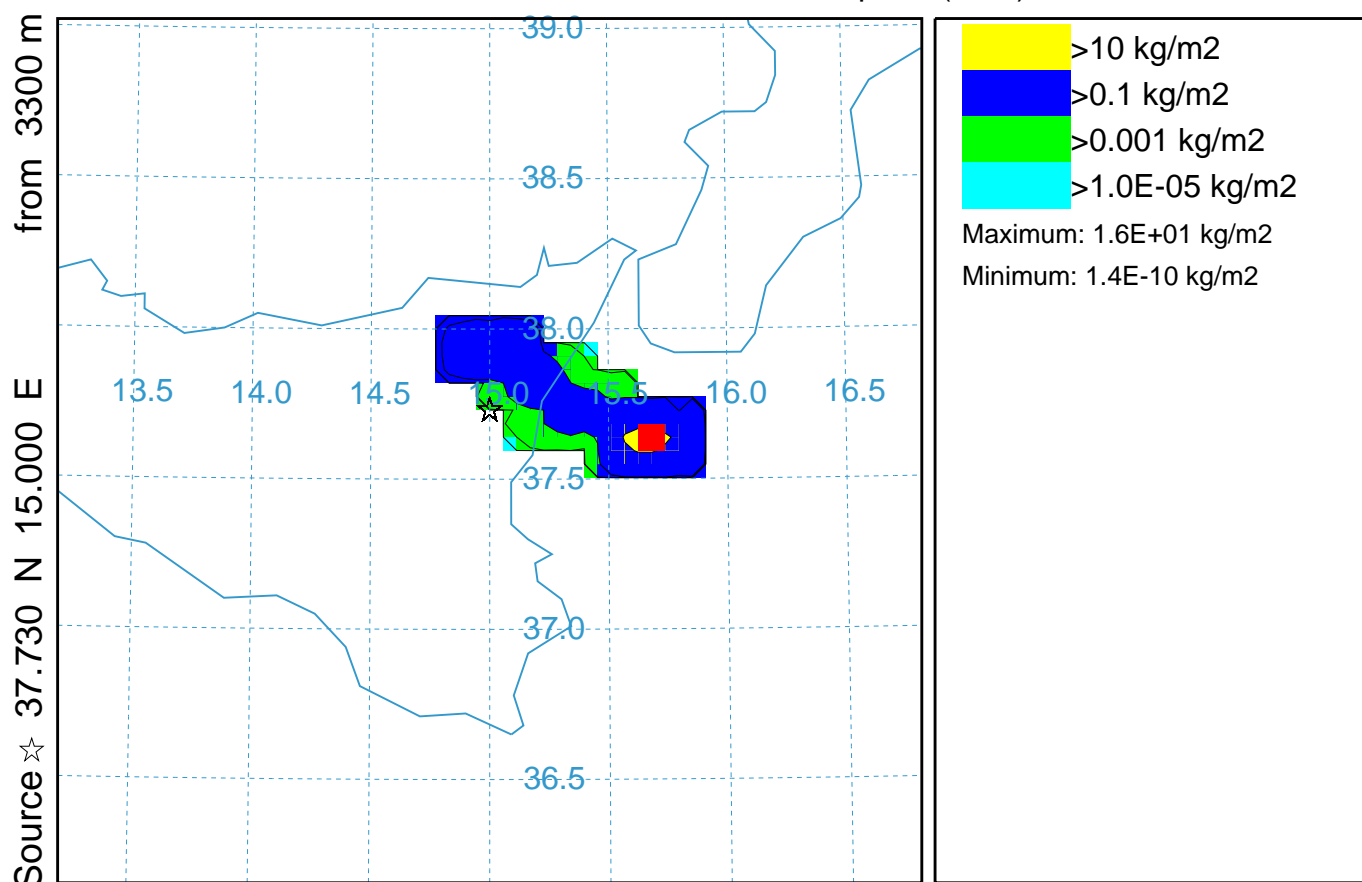 Source ☆ 37.730 N 15.000 E from 3300 m
39.0
38.5
38.0
13.5 14.0 14.5 15.0 15.5 16.0 16.5
37.5
37.0
36.5
>10 kg/m2
>0.1 kg/m2
>0.001 kg/m2
>1.0E-05 kg/m2
Maximum: 1.6E+01 kg/m2
Minimum: 1.4E-10 kg/m2